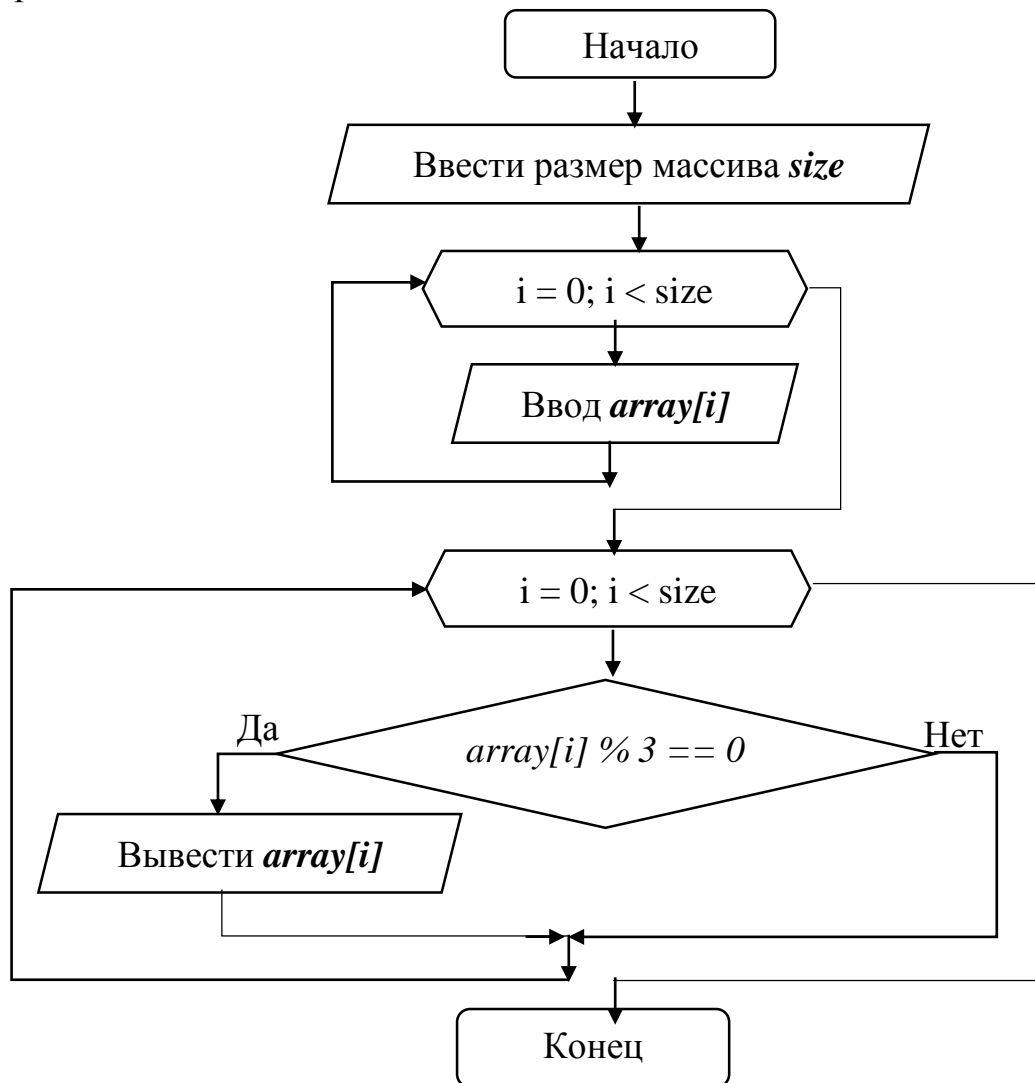 Начало
Ввести размер массива size
i = 0; i < size
Ввод array[i]
i = 0; i < size
Да
array[i] % 3 == 0
Нет
Вывести array[i]
Конец